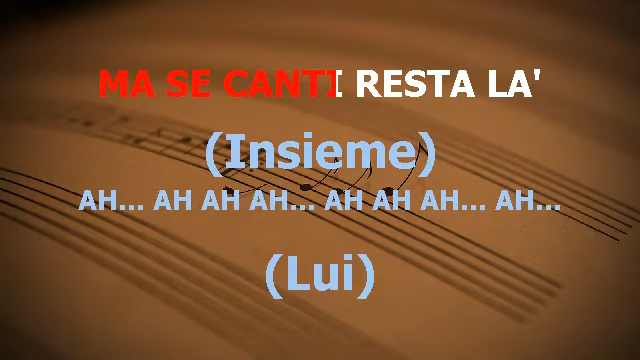 MA SE CANTI RESTA LA'
(Insieme)
AH... AH AH AH... AH AH AH... AH...
(Lui)